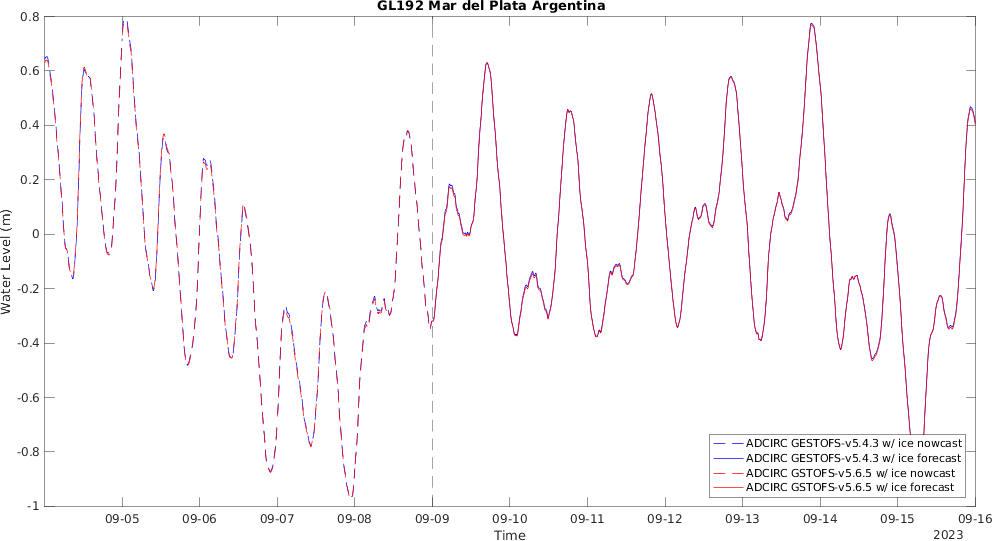 GL192 Mar del Plata Argentina
0.8
0.6
0.4
0.2
0
-0.2
-0.4
-0.6
-0.8
-1
Water Level (m)
ADCIRC GESTOFS-v5.4.3 w/ ice nowcast
ADCIRC GESTOFS-v5.4.3 w/ ice forecast
ADCIRC GSTOFS-v5.6.5 w/ ice nowcast
ADCIRC GSTOFS-v5.6.5 w/ ice forecast
09-05 09-06 09-07 09-08 09-09 09-10 09-11 09-12 09-13 09-14 09-15 09-16
Time
2023